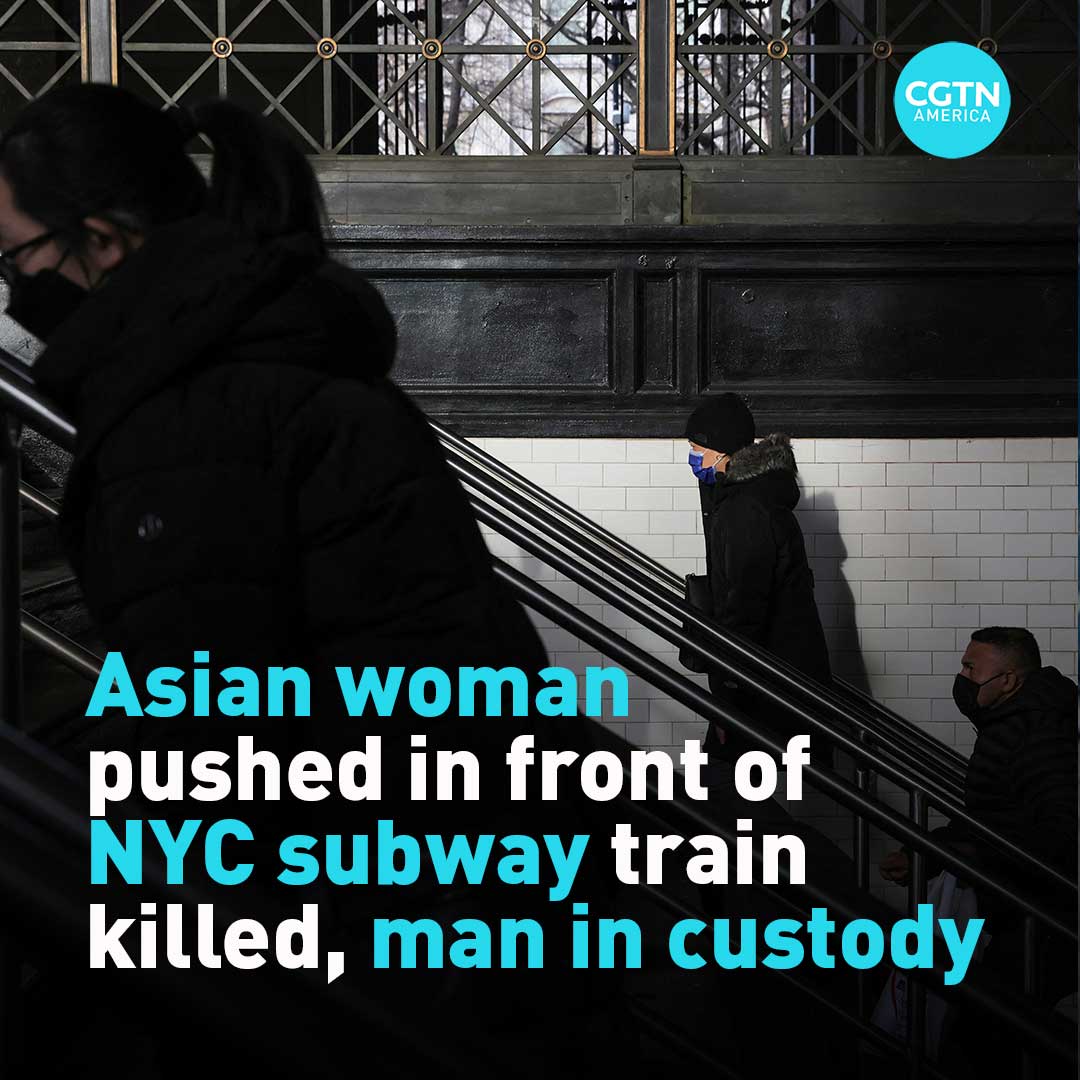 CGTN
AMERICA
Asian woman
pushed in front of
NYC subway train
killed, man in custody